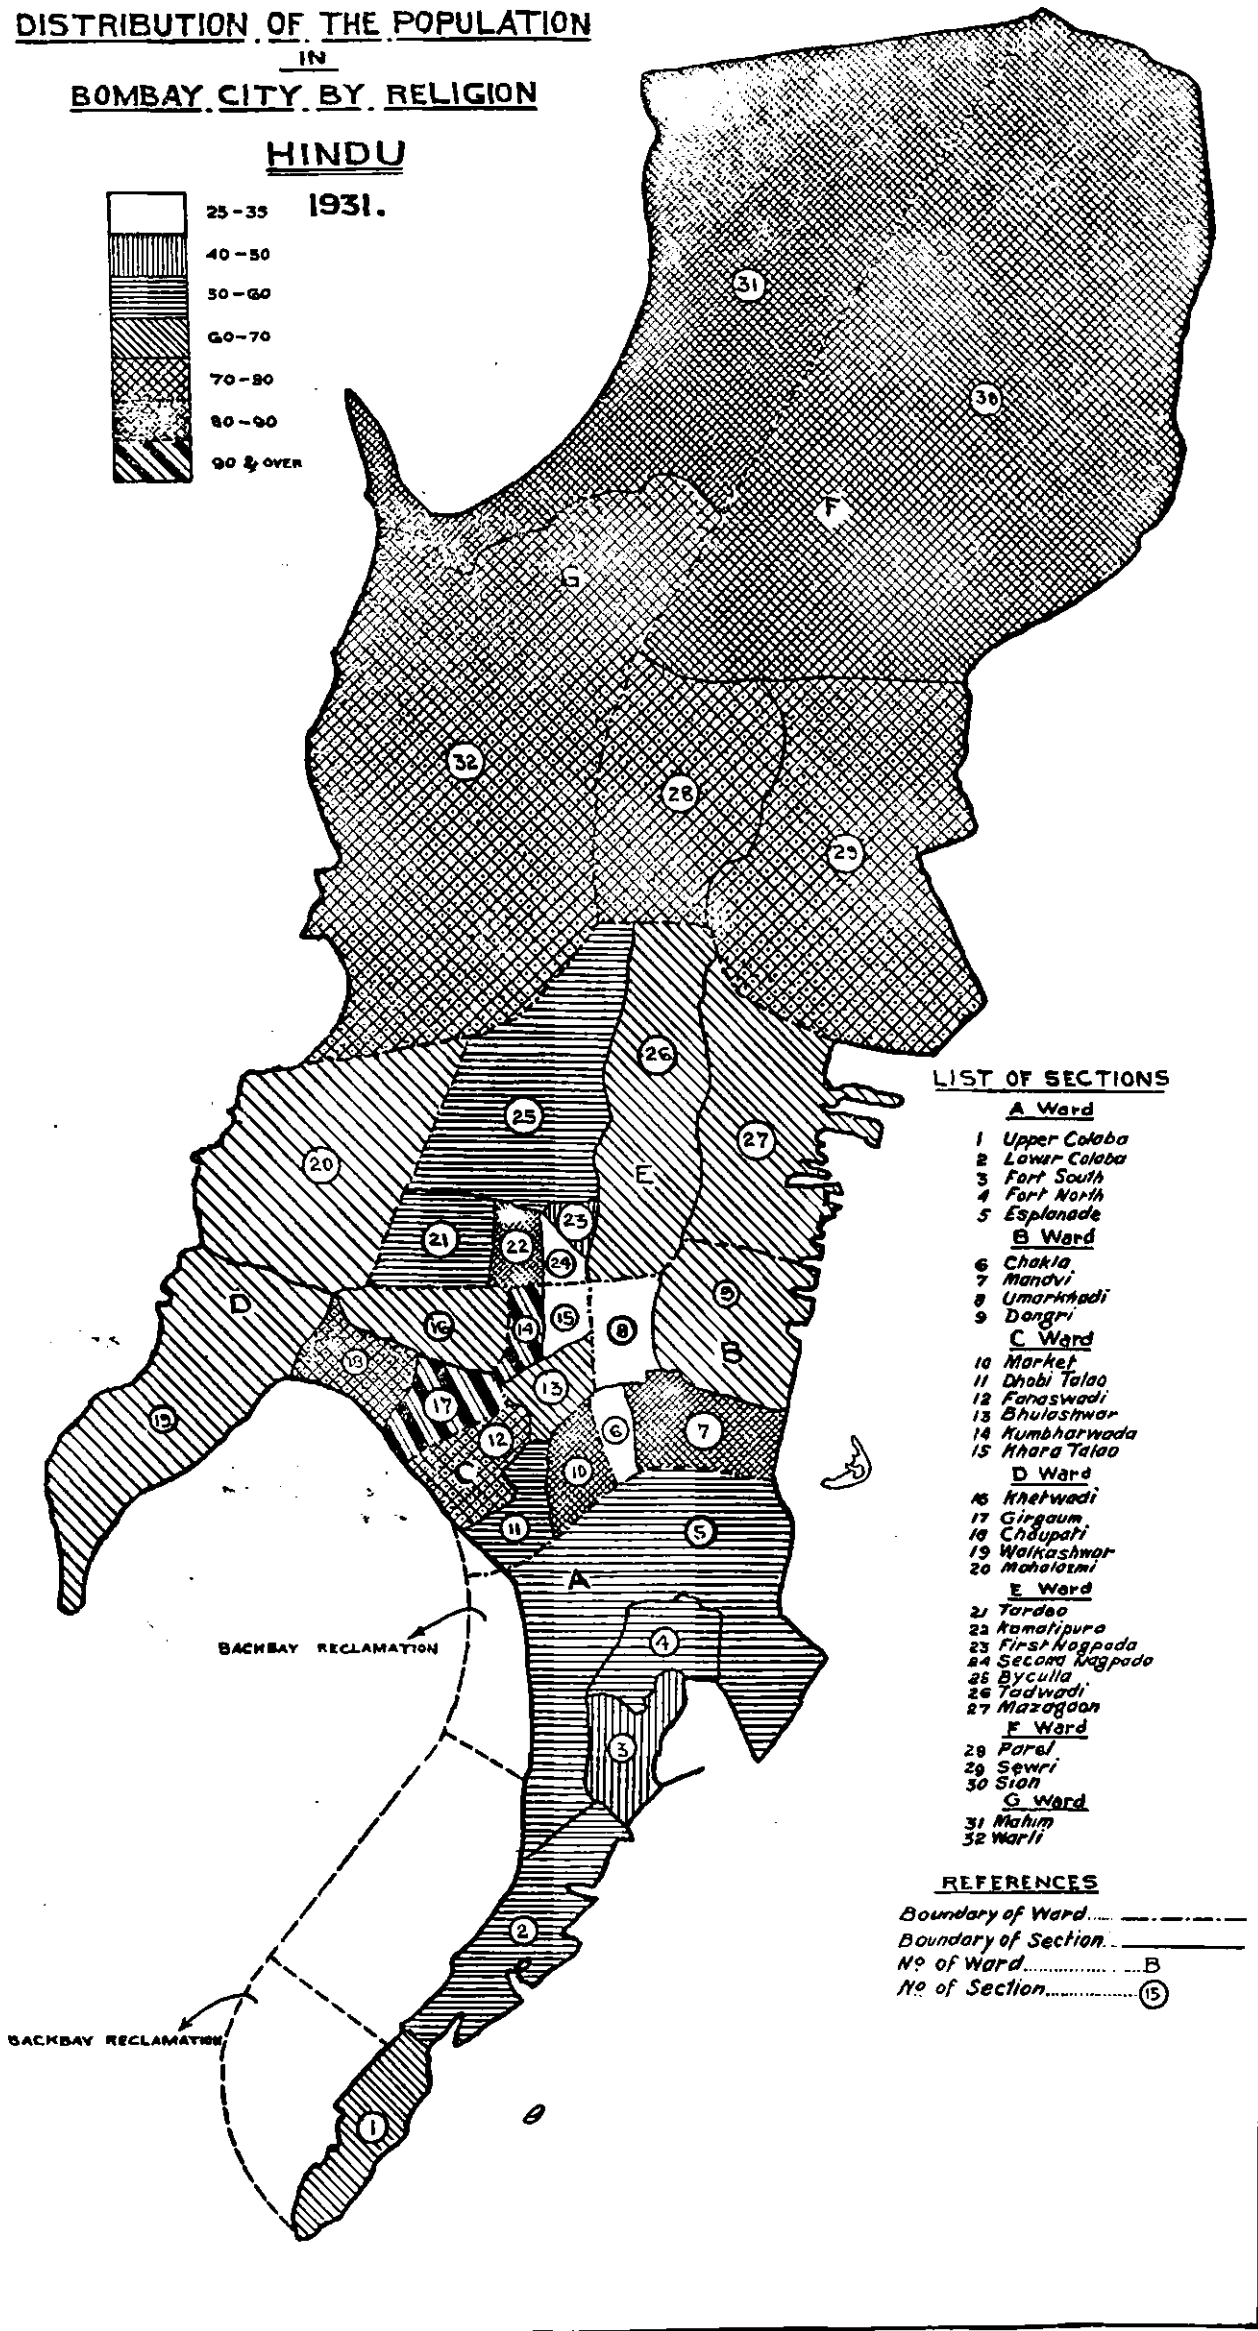 DISTRIBUTION OF THE POPULATION
IN
BOMBAY CITY BY RELIGION
HINDU
1931.
25-35
40-50
50-60
60-70
70-80
80-90
90 & OVER
31
30
F
G
32
28
29
26
25
27
20
E
23
21
22
24
D
9
16
14
15
8
B
18
13
19
17
12
6
7
C
10
11
5
A
4
3
2
1
BACKBAY RECLAMATION
BACKBAY RECLAMATION
LIST OF SECTIONS
A Ward
1 Upper Colaba
2 Lower Colaba
3 Fort South
4 Fort North
5 Esplanade
B Ward
6 Chakla
7 Mandvi
8 Umarkhadi
9 Dongri
C Ward
10 Market
11 Dhobi Talao
12 Fanaswadi
13 Bhulashwar
14 Kumbharwada
15 Khara Talao
D Ward
16 Khetwadi
17 Girgaum
18 Chaupati
19 Walkashwar
20 Mahalaxmi
E Ward
21 Tardeo
22 Kamatipura
23 First Nagpada
24 Second Nagpada
25 Byculla
26 Tadwadi
27 Mazagaon
F Ward
28 Parel
29 Sewri
30 Sion
G Ward
31 Mahim
32 Warli
REFERENCES
Boundary of Ward
Boundary of Section
No of Ward B
No of Section 15